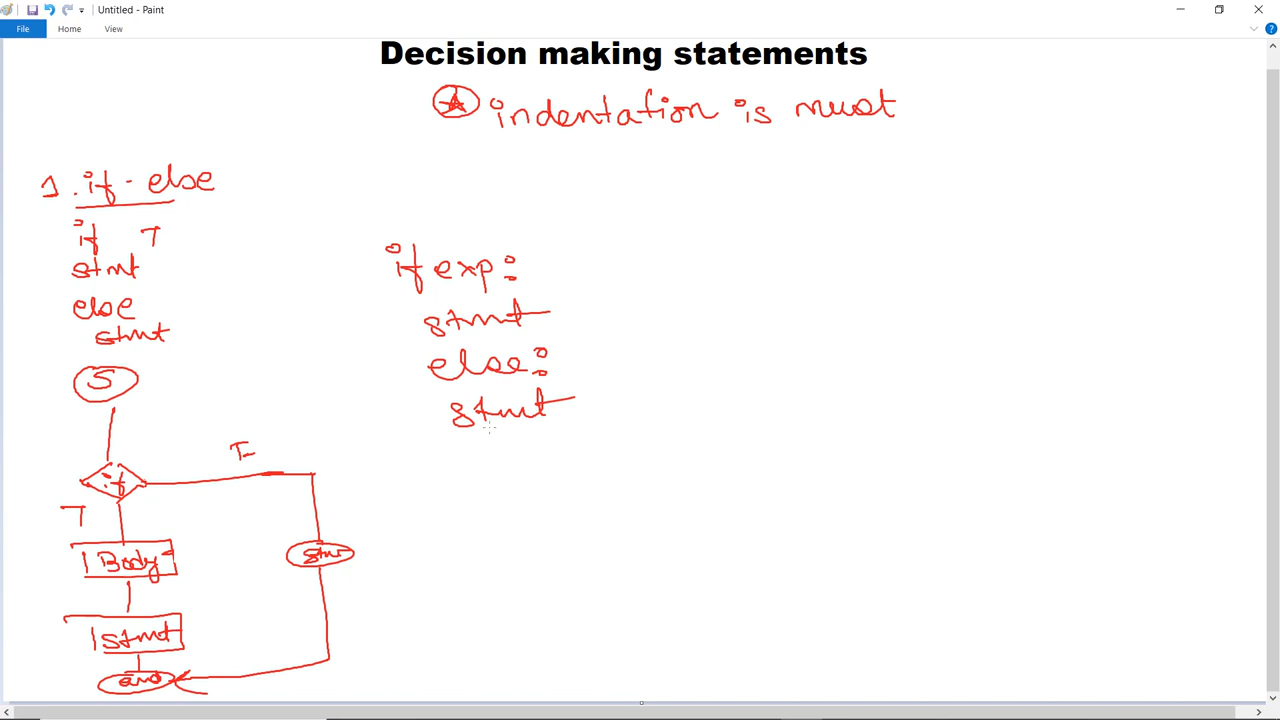 Untitled - Paint
File Home View
Decision making statements
indentation is must
1. if - else
if T
stmt
else
stmt
S
if
T
F
Body
stmt
end
if exp:
stmt
else:
stmt